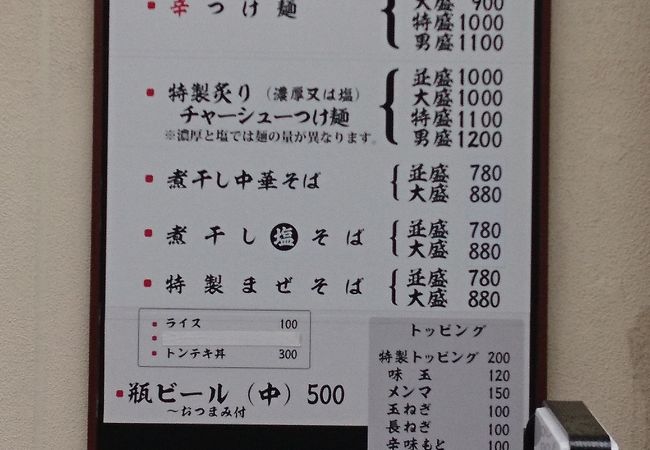 辛つけ麺
大盛 900
特盛 1000
男盛 1100
特製炙り（濃厚又は塩）
チャーシューつけ麺
※濃厚と塩では麺の量が異なります。
並盛 1000
大盛 1000
特盛 1100
男盛 1200
煮干し中華そば
並盛 780
大盛 880
煮干し塩そば
並盛 780
大盛 880
特製まぜそば
並盛 780
大盛 880
ライス 100
トンテキ丼 300
瓶ビール（中）500
～おつまみ付
トッピング
特製トッピング 200
味玉 120
メンマ 150
玉ねぎ 100
長ねぎ 100
辛味もと 100